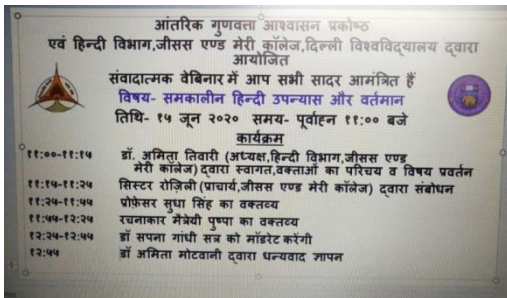 आंतरिक गुणवत्ता आश्वासन प्रकोष्ठ
एवं हिन्दी विभाग,जीसस एण्ड मेरी कॉलेज,दिल्ली विश्वविद्यालय द्वारा
आयोजित
संवादात्मक वेबिनार में आप सभी सादर आमंत्रित हैं
विषय- समकालीन हिन्दी उपन्यास और वर्तमान
तिथि- १५ जून २०२० समय- पूर्वाह्न ११:०० बजे
कार्यक्रम
११:००-११:१५ डॉ. अमिता तिवारी (अध्यक्ष,हिन्दी विभाग,जीसस एण्ड
मेरी कॉलेज) द्वारा स्वागत,वक्ताओं का परिचय व विषय प्रवर्तन
११:१५-११:२५ सिस्टर रोज़िली (प्राचार्य,जीसस एण्ड मेरी कॉलेज) द्वारा संबोधन
११:२५-११:५५ प्रोफ़ेसर सुधा सिंह का वक्तव्य
११:५५-१२:२५ रचनाकार मैत्रेयी पुष्पा का वक्तव्य
१२:२५-१२:५५ डॉ सपना गांधी सत्र को मॉडरेट करेंगी
१२:५५ डॉ अमिता मोटवानी द्वारा धन्यवाद ज्ञापन